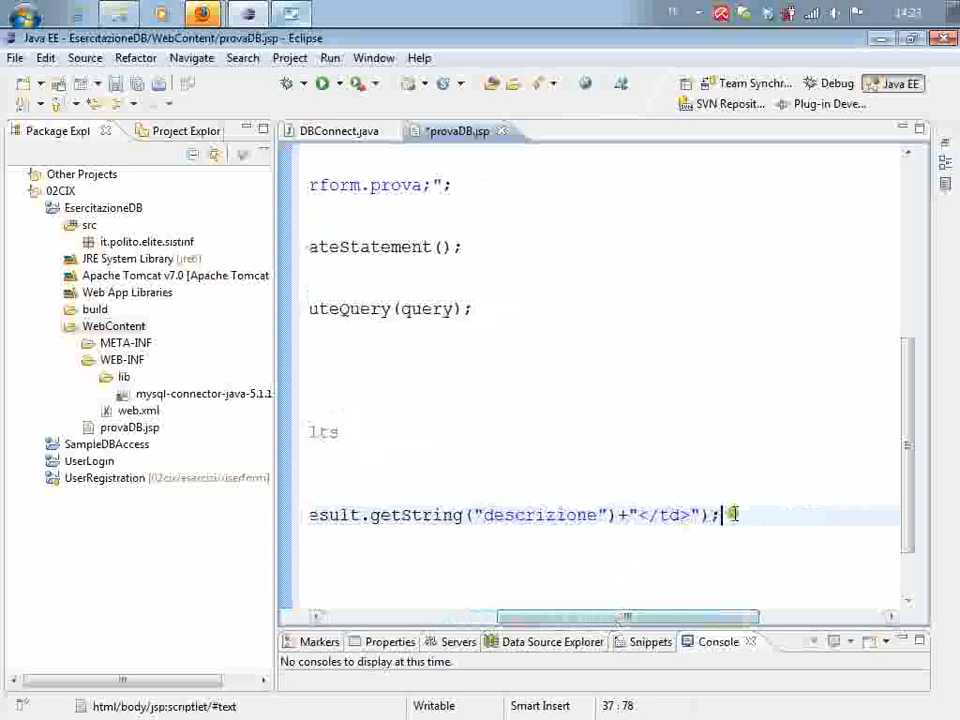 14:23
Java EE - EsercitazioneDB/WebContent/provaDB.jsp - Eclipse
File Edit Source Refactor Navigate Search Project Run Window Help
Team Synchr... Debug Java EE
SVN Reposit... Plug-in Deve...
Package Expl Project Explor
DBConnect.java *provaDB.jsp
Other Projects
02CIX
EsercitazioneDB
src
it.polito.elite.sistinf
JRE System Library [jre6]
Apache Tomcat v7.0 [Apache Tomcat
Web App Libraries
build
WebContent
META-INF
WEB-INF
lib
mysql-connector-java-5.1.1
web.xml
provaDB.jsp
SampleDBAccess
UserLogin
UserRegistration [02cix/esercizi/userform]
rform.prova;";
ateStatement();
uteQuery(query);
lts
esult.getString("descrizione")+"</td>");
Markers Properties Servers Data Source Explorer Snippets Console
No consoles to display at this time.
html/body/jsp:scriptlet/#text Writable Smart Insert 37 : 78